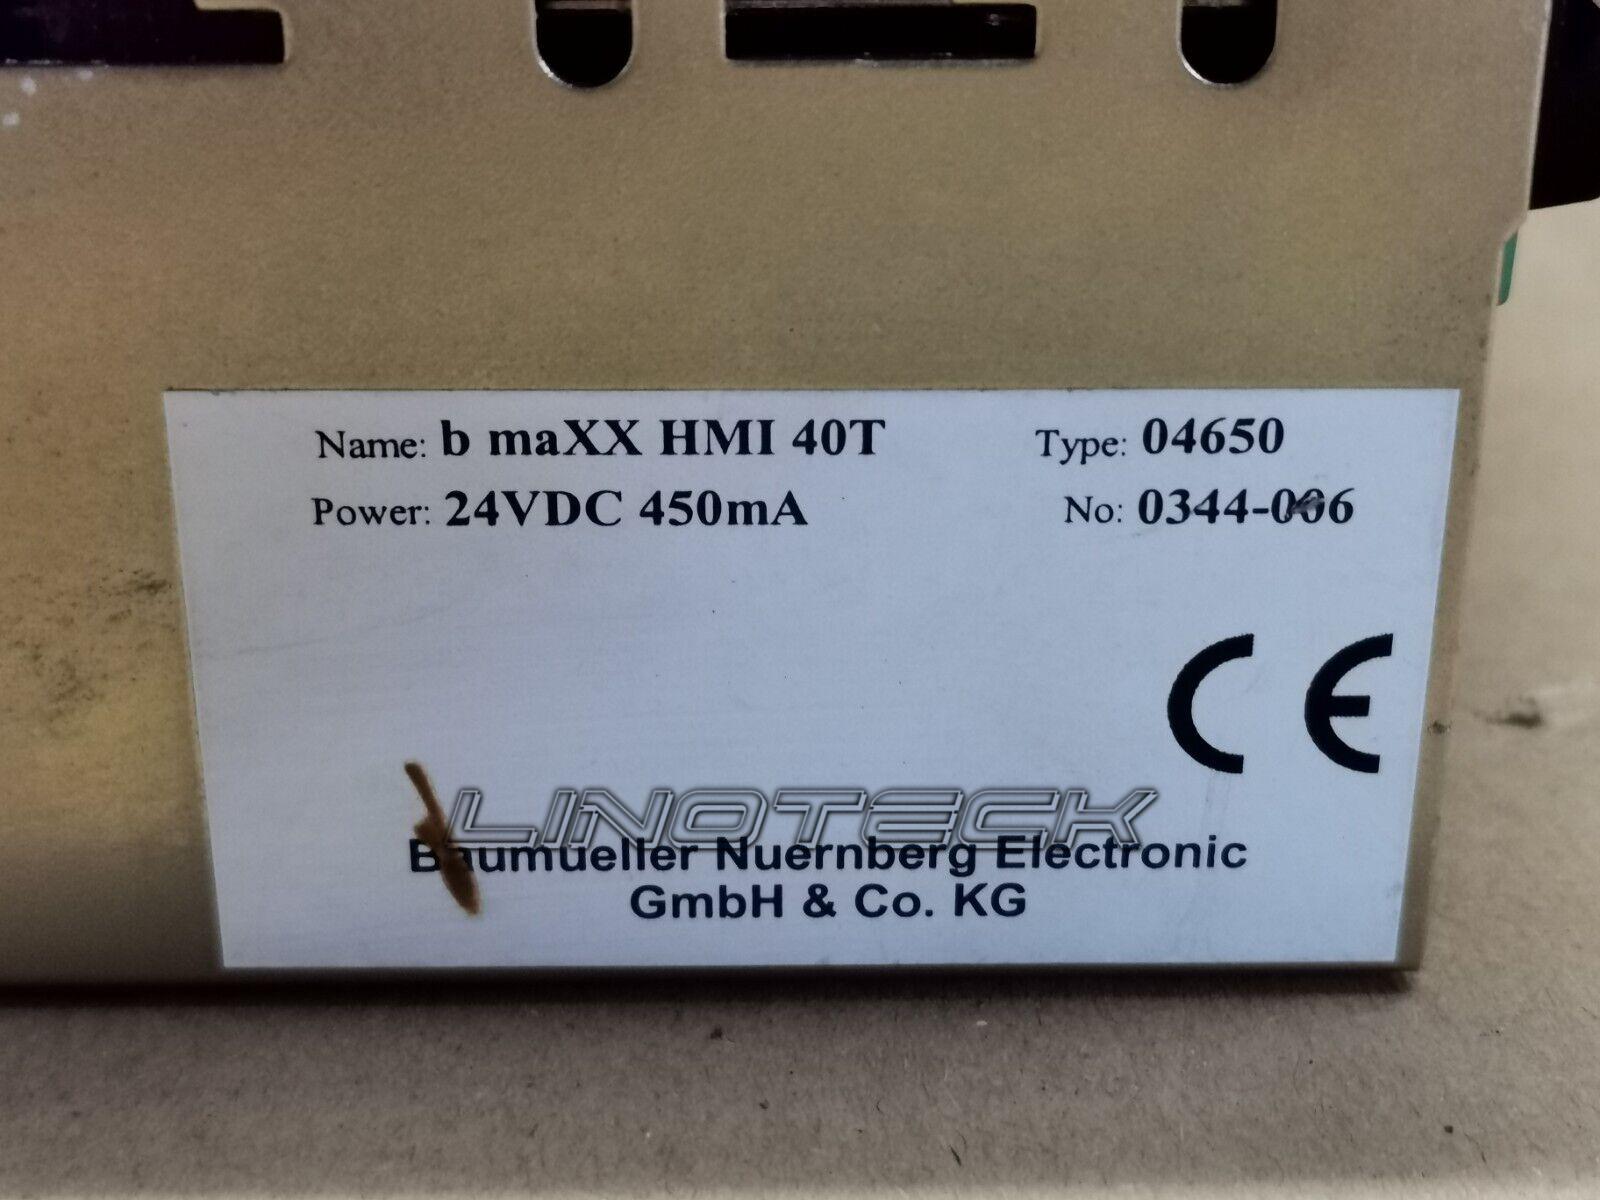 Name: b maXX HMI 40T Type: 04650
Power: 24VDC 450mA No: 0344-006
CE
LINOTECK
Baumueller Nuernberg Electronic
GmbH & Co. KG